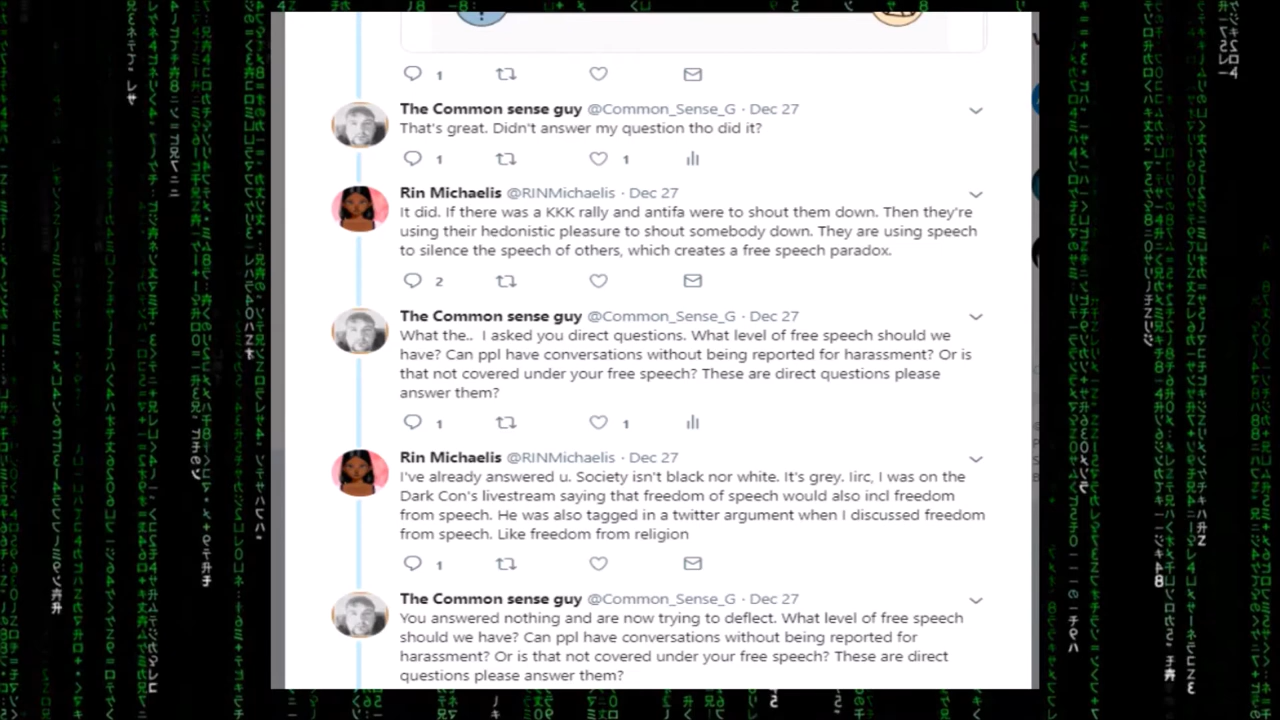 1
The Common sense guy @Common_Sense_G · Dec 27
That's great. Didn't answer my question tho did it?
1 1
Rin Michaelis @RINMichaelis · Dec 27
It did. If there was a KKK rally and antifa were to shout them down. Then they're
using their hedonistic pleasure to shout somebody down. They are using speech
to silence the speech of others, which creates a free speech paradox.
2
The Common sense guy @Common_Sense_G · Dec 27
What the.. I asked you direct questions. What level of free speech should we
have? Can ppl have conversations without being reported for harassment? Or is
that not covered under your free speech? These are direct questions please
answer them?
1 1
Rin Michaelis @RINMichaelis · Dec 27
I've already answered u. Society isn't black nor white. It's grey. Iirc, I was on the
Dark Con's livestream saying that freedom of speech would also incl freedom
from speech. He was also tagged in a twitter argument when I discussed freedom
from speech. Like freedom from religion
1
The Common sense guy @Common_Sense_G · Dec 27
You answered nothing and are now trying to deflect. What level of free speech
should we have? Can ppl have conversations without being reported for
harassment? Or is that not covered under your free speech? These are direct
questions please answer them?